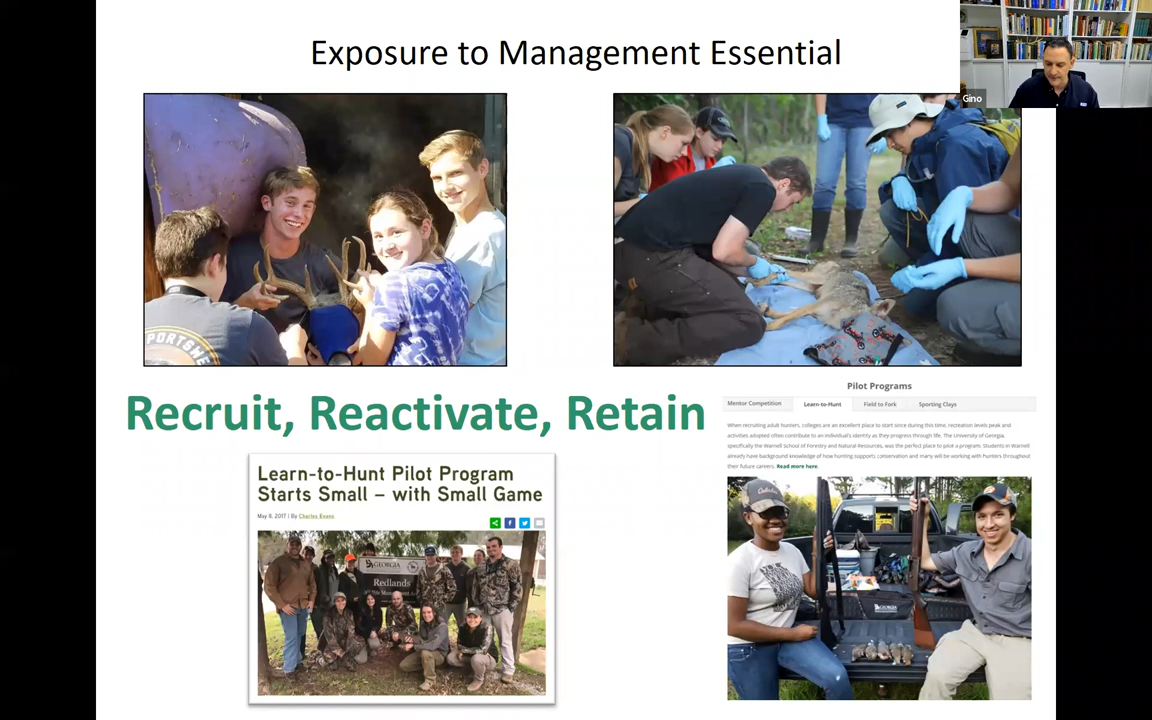 Exposure to Management Essential
Gino
PORTSWE
Recruit, Reactivate, Retain
Learn-to-Hunt Pilot Program
Starts Small – with Small Game
May 8, 2017 | By Charles Evans
GEORGIA
Redlands
Pilot Programs
Mentor Competition Learn-to-Hunt Field to Fork Sporting Clays
When recruiting adult hunters, colleges are an excellent place to start since during this time, recreation levels peak and
activities adopted often contribute to an individual's identity as they progress through life. The University of Georgia,
specifically the Warnell School of Forestry and Natural Resources, was the perfect place to pilot a program. Students in Warnell
already have background knowledge of how hunting supports conservation and many will be working with hunters throughout
their future careers. Read more here.
GEORGIA